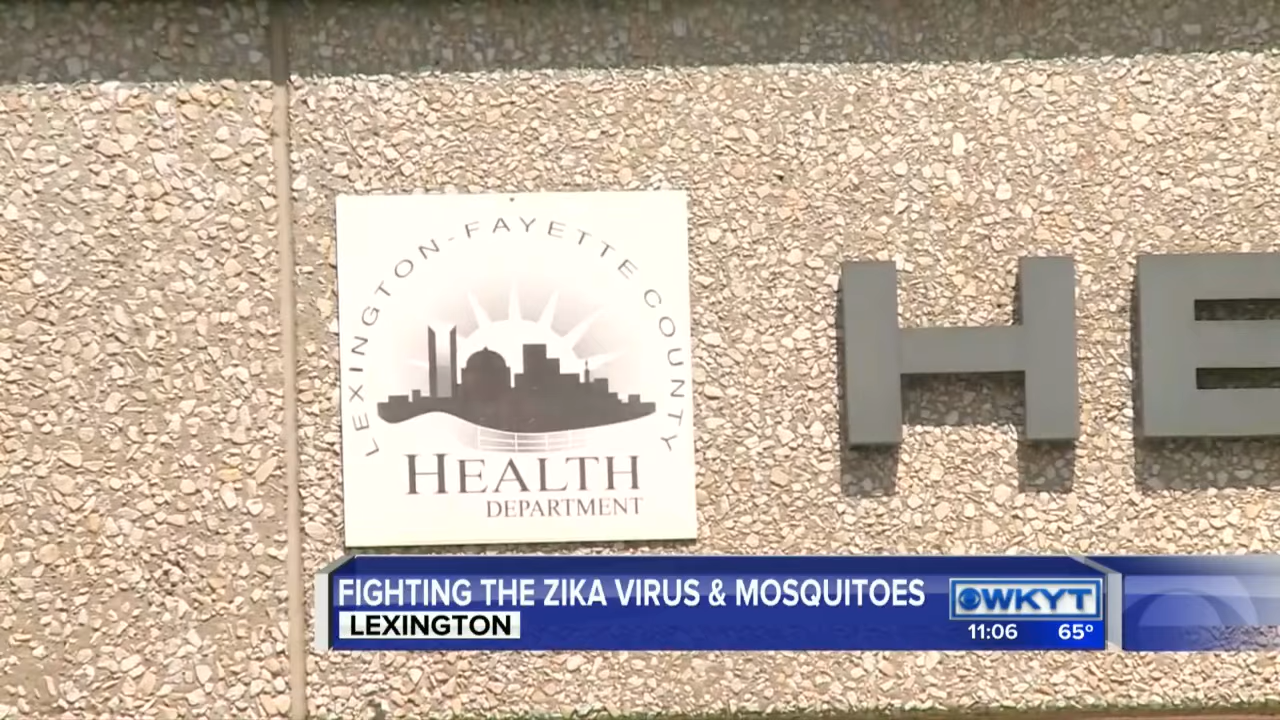 LEXINGTON-FAYETTE COUNTY
HEALTH
DEPARTMENT
HE
FIGHTING THE ZIKA VIRUS & MOSQUITOES
LEXINGTON
WKYT
11:06 65°